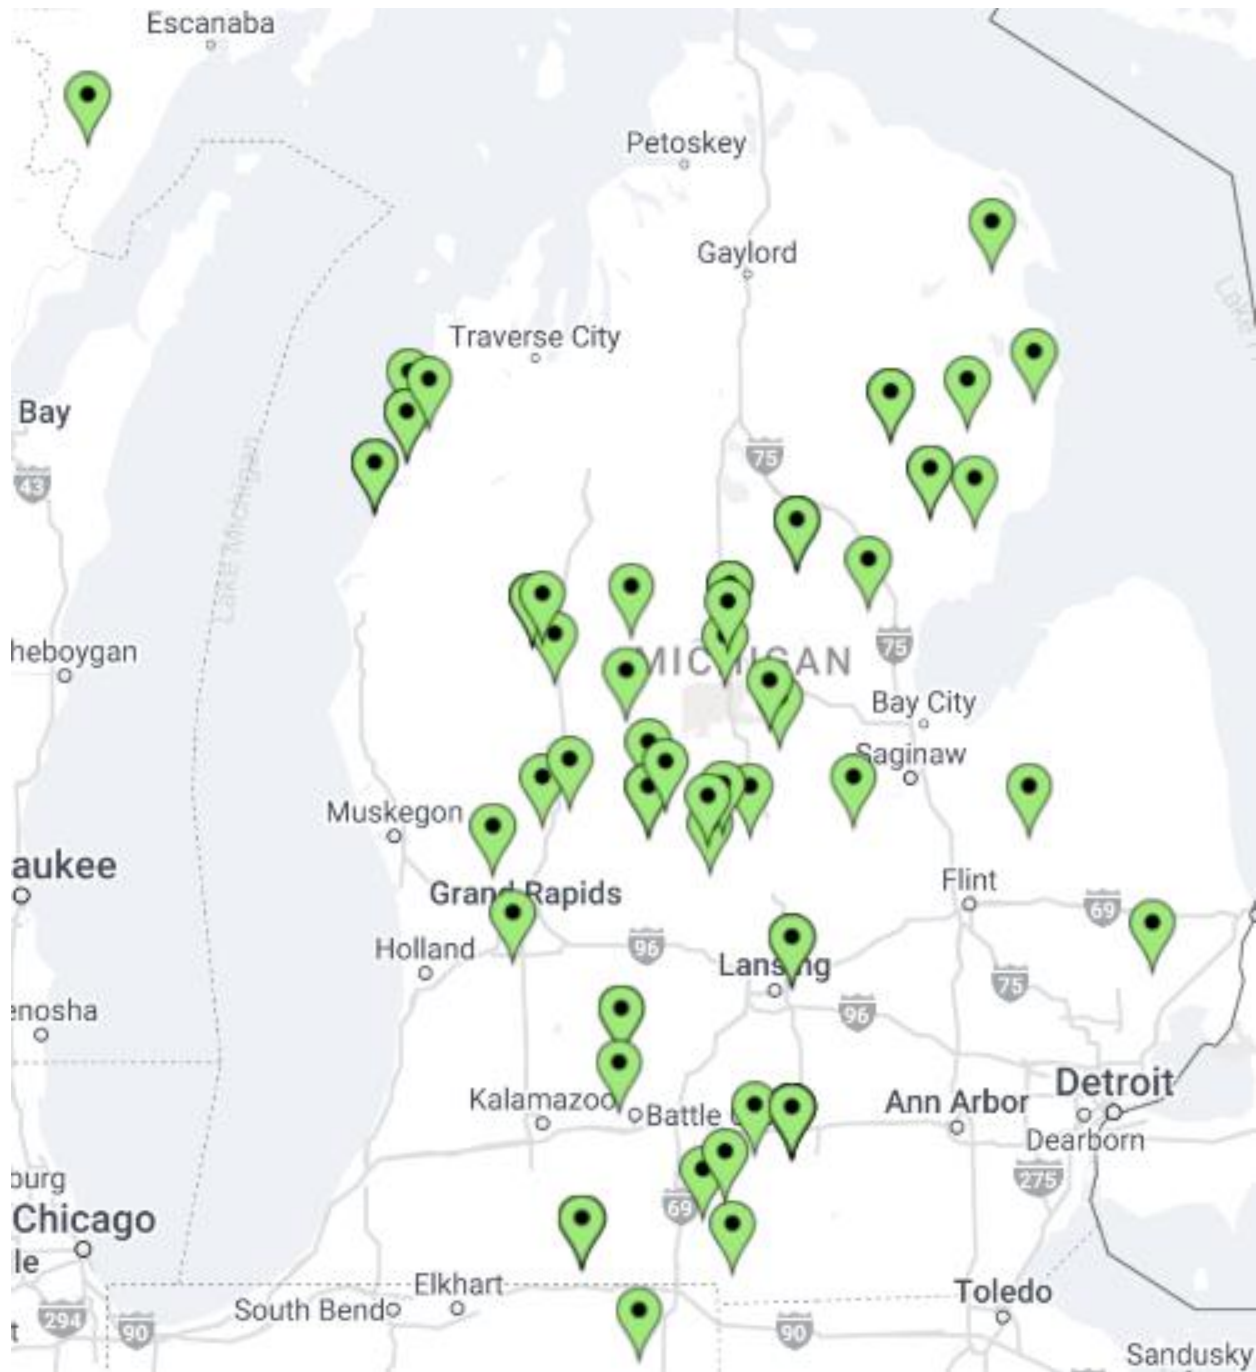 Escanaba
Petoskey
Gaylord
Lake
Traverse City
Bay
75
43
Lake Michigan
75
heboygan
MICHIGAN
Bay City
Saginaw
Muskegon
aukee
Flint
Grand Rapids
69
Holland
96
Lansing
75
enosha
96
Detroit
Kalamazoo
Battle
Ann Arbor
Dearborn
ourg
275
69
Chicago
le
Elkhart
Toledo
South Bend
294
90
90
Sandusky